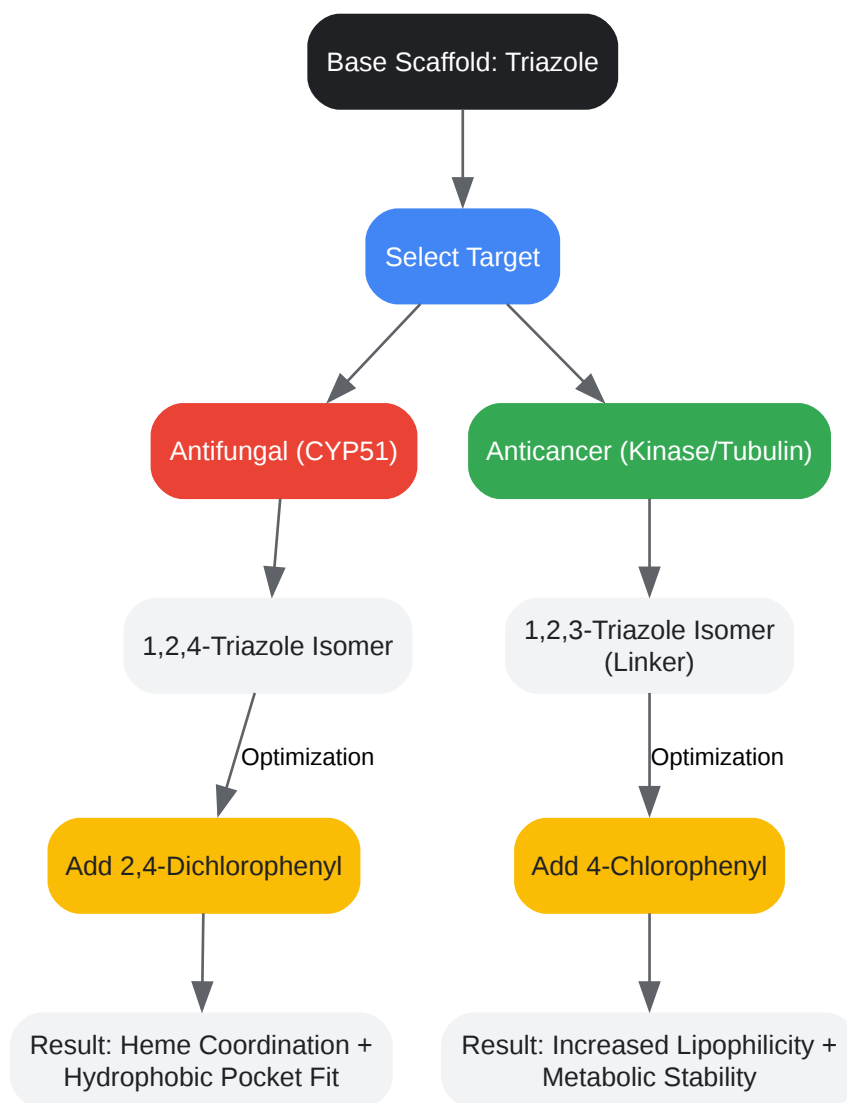 Base Scaffold: Triazole
Select Target
Antifungal (CYP51)
Anticancer (Kinase/Tubulin)
1,2,4-Triazole Isomer
1,2,3-Triazole Isomer
(Linker)
Optimization
Optimization
Add 2,4-Dichlorophenyl
Add 4-Chlorophenyl
Result: Heme Coordination +
Hydrophobic Pocket Fit
Result: Increased Lipophilicity +
Metabolic Stability